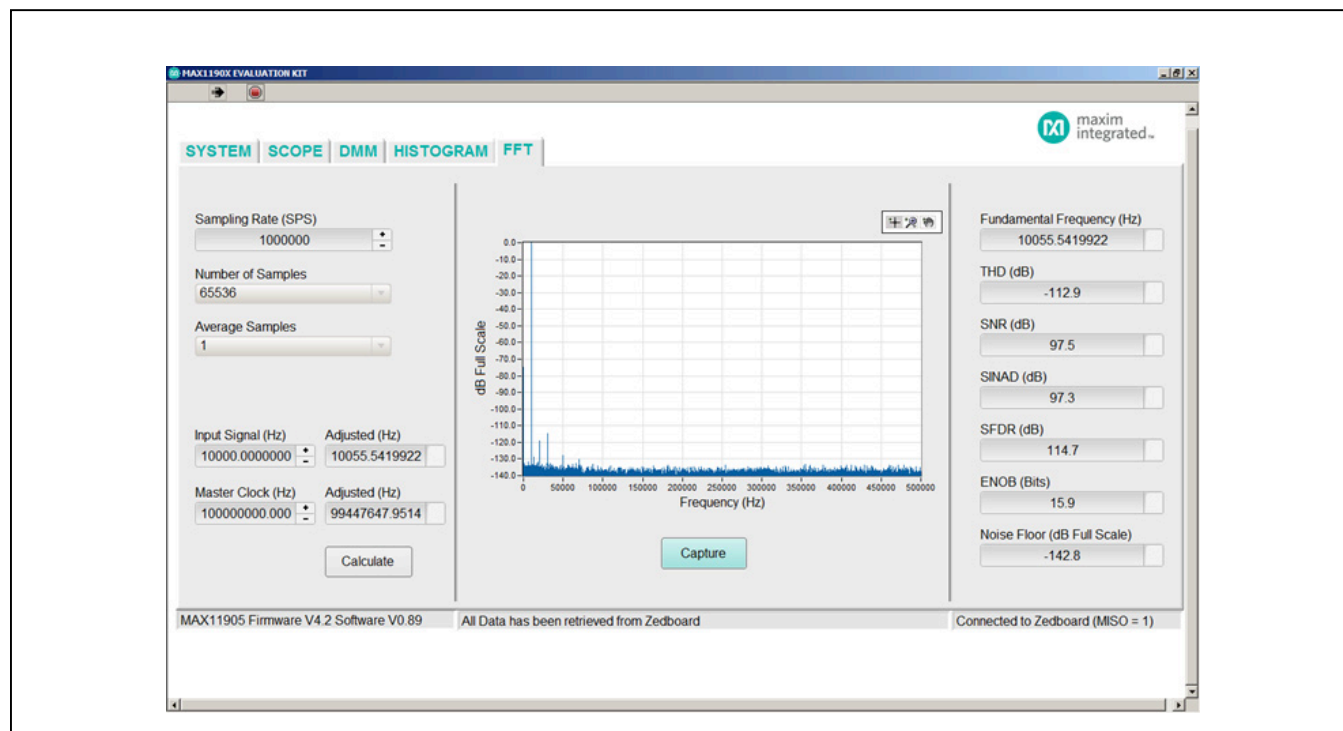 MAX1190X EVALUATION KIT
maxim
integrated™
SYSTEM SCOPE DMM HISTOGRAM FFT
Sampling Rate (SPS)
1000000
Number of Samples
65536
Average Samples
1
Input Signal (Hz) Adjusted (Hz)
10000.0000000 10055.5419922
Master Clock (Hz) Adjusted (Hz)
100000000.000 99447647.9514
Calculate
dB Full Scale
0.0
-10.0
-20.0
-30.0
-40.0
-50.0
-60.0
-70.0
-80.0
-90.0
-100.0
-110.0
-120.0
-130.0
-140.0
0 50000 100000 150000 200000 250000 300000 350000 400000 450000 500000
Frequency (Hz)
Capture
Fundamental Frequency (Hz)
10055.5419922
THD (dB)
-112.9
SNR (dB)
97.5
SINAD (dB)
97.3
SFDR (dB)
114.7
ENOB (Bits)
15.9
Noise Floor (dB Full Scale)
-142.8
MAX11905 Firmware V4.2 Software V0.89 All Data has been retrieved from Zedboard Connected to Zedboard (MISO = 1)